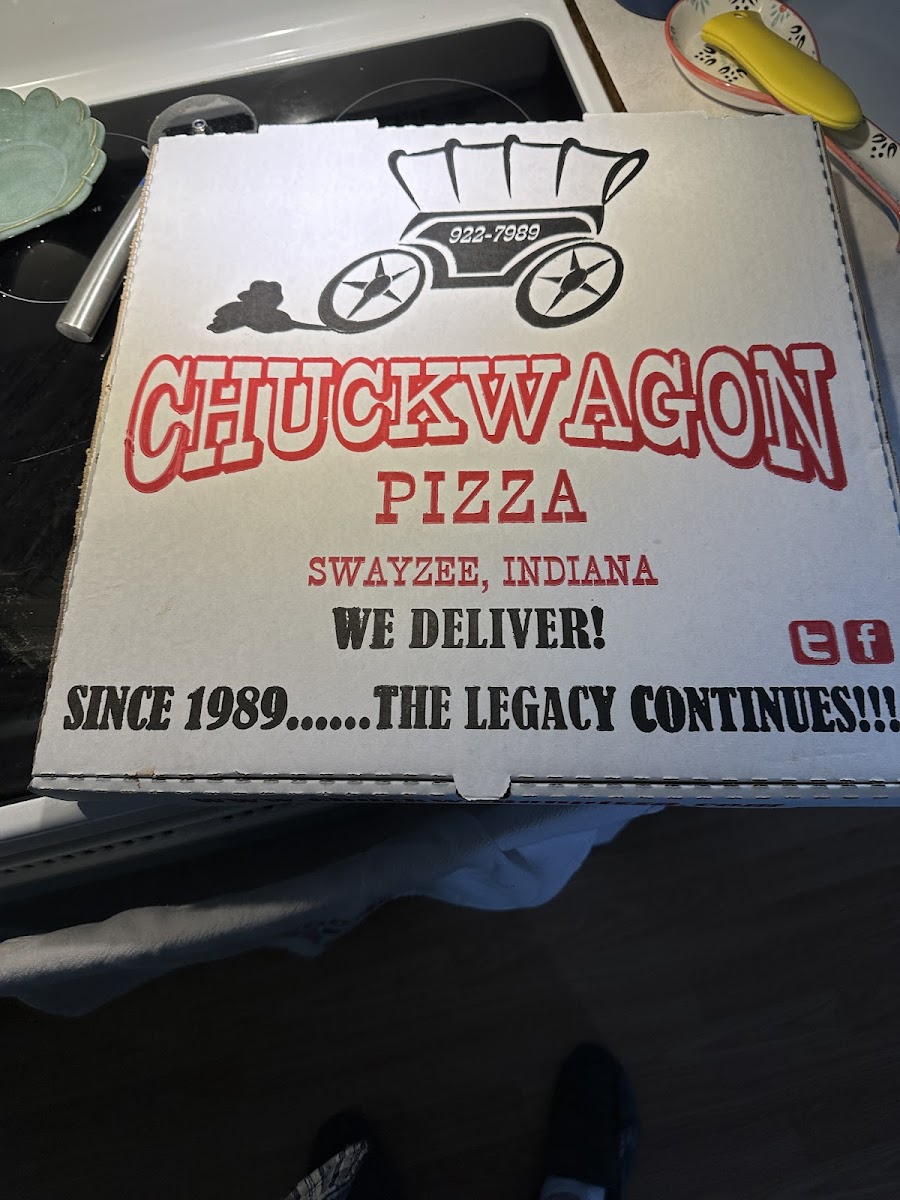 922-7989
CHUCKWAGON
PIZZA
SWAYZEE, INDIANA
WE DELIVER!
t f
SINCE 1989......THE LEGACY CONTINUES!!!